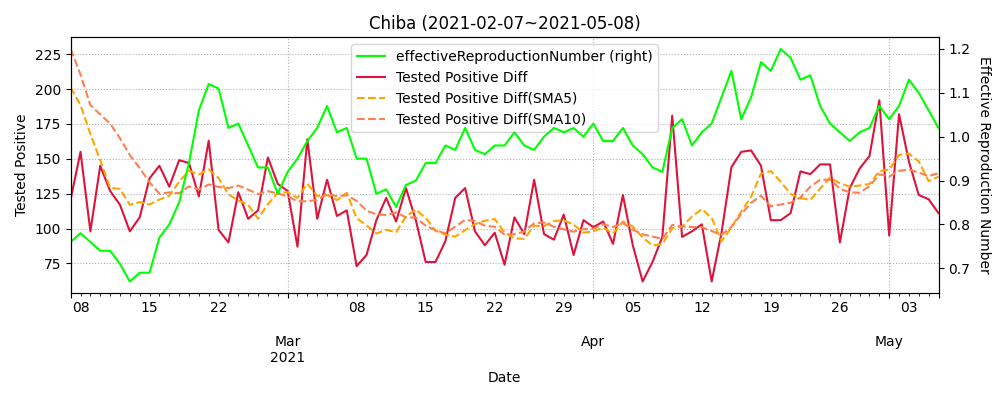 Chiba (2021-02-07~2021-05-08)
effectiveReproductionNumber (right)
Tested Positive Diff
Tested Positive Diff(SMA5)
Tested Positive Diff(SMA10)
Tested Positive
225
200
175
150
125
100
75
1.2
1.1
1.0
0.9
0.8
0.7
Effective Reproduction Number
08 15 22 08 15 22 29 05 12 19 26 03
Mar Apr May
2021
Date